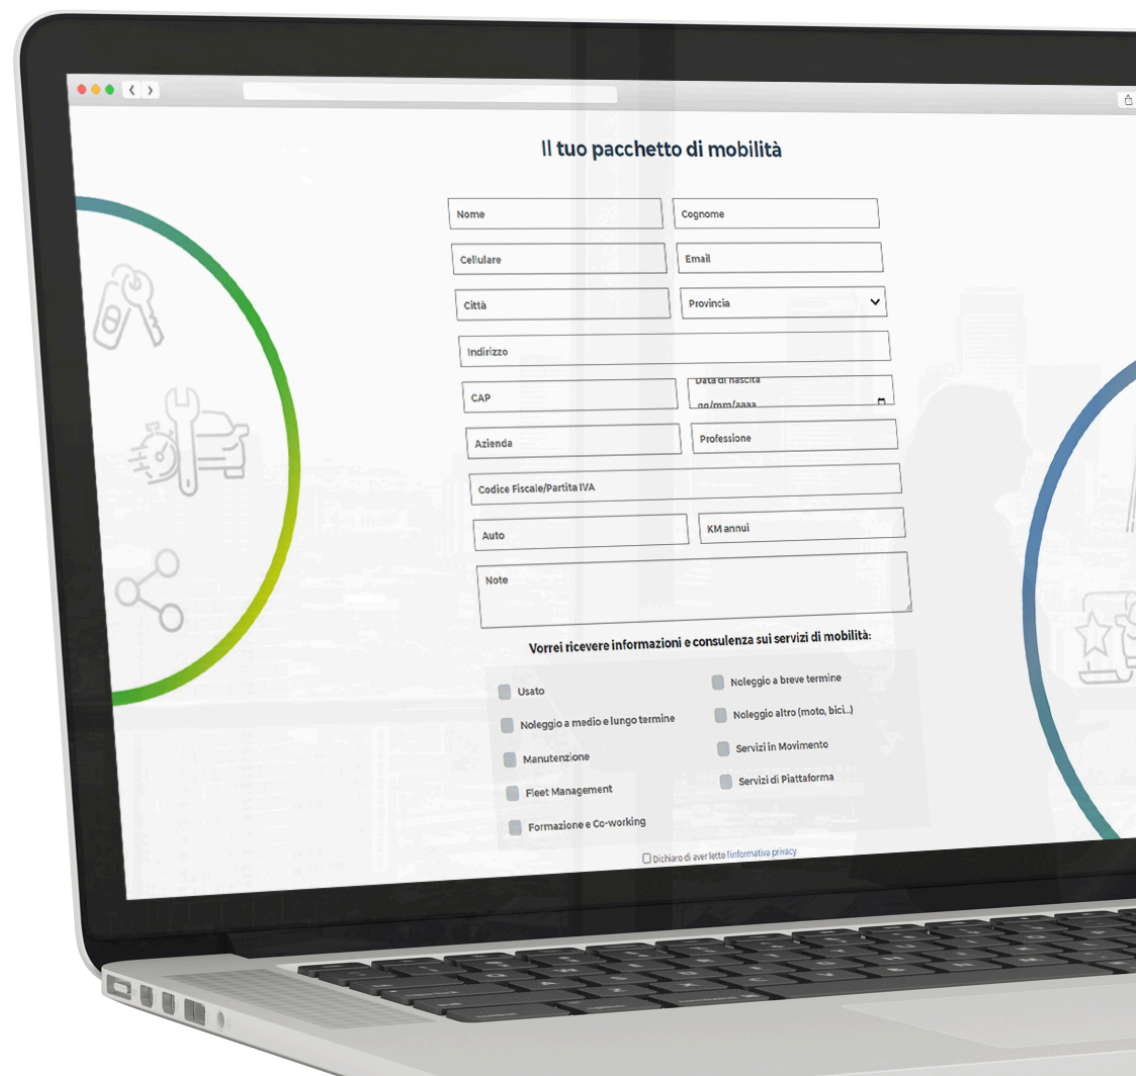 Il tuo pacchetto di mobilità
Nome Cognome
Cellulare Email
Città Provincia
Indirizzo
CAP Data di nascita
gg/mm/aaaa
Azienda Professione
Codice Fiscale/Partita IVA
Auto KM annui
Note
Vorrei ricevere informazioni e consulenza sui servizi di mobilità:
Usato Noleggio a breve termine
Noleggio a medio e lungo termine Noleggio altro (moto, bici...)
Manutenzione Servizi in Movimento
Fleet Management Servizi di Piattaforma
Formazione e Co-working
Dichiaro di aver letto l'informativa privacy